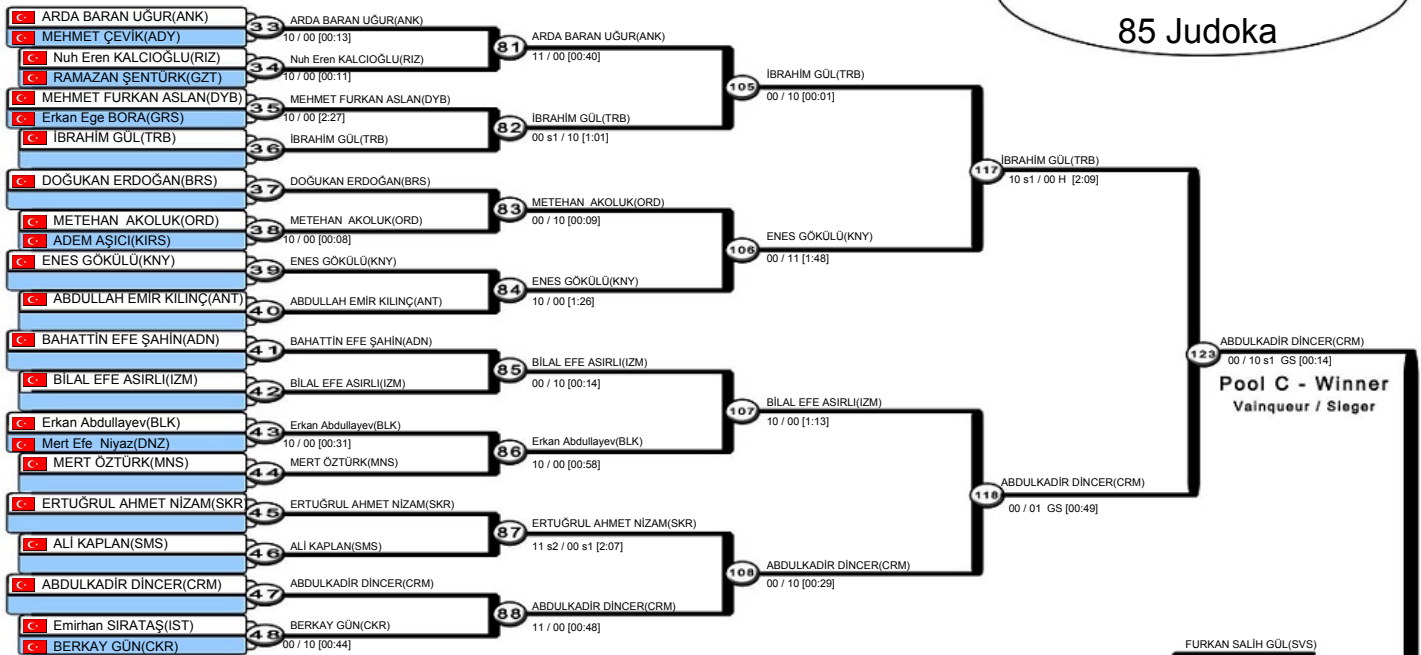 85 Judoka
ARDA BARAN UĞUR(ANK)
MEHMET ÇEVİK(ADY)
Nuh Eren KALCIOĞLU(RIZ)
RAMAZAN ŞENTÜRK(GZT)
MEHMET FURKAN ASLAN(DYB)
Erkan Ege BORA(GRS)
İBRAHİM GÜL(TRB)
DOĞUKAN ERDOĞAN(BRS)
METEHAN AKOLUK(ORD)
ADEM AŞICI(KIRS)
ENES GÖKÜLÜ(KNY)
ABDULLAH EMİR KILINÇ(ANT)
BAHATTİN EFE ŞAHİN(ADN)
BİLAL EFE ASIRLI(IZM)
Erkan Abdullayev(BLK)
Mert Efe Niyaz(DNZ)
MERT ÖZTÜRK(MNS)
ERTUĞRUL AHMET NİZAM(SKR
ALİ KAPLAN(SMS)
ABDULKADİR DİNCER(CRM)
Emirhan SIRATAŞ(IST)
BERKAY GÜN(CKR)
33
ARDA BARAN UĞUR(ANK)
10 / 00 [00:13]
34
Nuh Eren KALCIOĞLU(RIZ)
10 / 00 [00:11]
35
MEHMET FURKAN ASLAN(DYB)
10 / 00 [2:27]
36
İBRAHİM GÜL(TRB)
37
DOĞUKAN ERDOĞAN(BRS)
38
METEHAN AKOLUK(ORD)
10 / 00 [00:08]
39
ENES GÖKÜLÜ(KNY)
40
ABDULLAH EMİR KILINÇ(ANT)
41
BAHATTİN EFE ŞAHİN(ADN)
42
BİLAL EFE ASIRLI(IZM)
43
Erkan Abdullayev(BLK)
10 / 00 [00:31]
44
MERT ÖZTÜRK(MNS)
45
ERTUĞRUL AHMET NİZAM(SKR)
46
ALİ KAPLAN(SMS)
47
ABDULKADİR DİNCER(CRM)
48
BERKAY GÜN(CKR)
00 / 10 [00:44]
81
ARDA BARAN UĞUR(ANK)
11 / 00 [00:40]
82
İBRAHİM GÜL(TRB)
00 s1 / 10 [1:01]
83
METEHAN AKOLUK(ORD)
00 / 10 [00:09]
84
ENES GÖKÜLÜ(KNY)
10 / 00 [1:26]
85
BİLAL EFE ASIRLI(IZM)
00 / 10 [00:14]
86
Erkan Abdullayev(BLK)
10 / 00 [00:58]
87
ERTUĞRUL AHMET NİZAM(SKR)
11 s2 / 00 s1 [2:07]
88
ABDULKADİR DİNCER(CRM)
11 / 00 [00:48]
105
İBRAHİM GÜL(TRB)
00 / 10 [00:01]
106
ENES GÖKÜLÜ(KNY)
00 / 11 [1:48]
107
BİLAL EFE ASIRLI(IZM)
10 / 00 [1:13]
108
ABDULKADİR DİNCER(CRM)
00 / 10 [00:29]
117
İBRAHİM GÜL(TRB)
10 s1 / 00 H [2:09]
118
ABDULKADİR DİNCER(CRM)
00 / 01 GS [00:49]
123
ABDULKADİR DİNCER(CRM)
00 / 10 s1 GS [00:14]
Pool C - Winner
Vainqueur / Sieger
FURKAN SALİH GÜL(SVS)